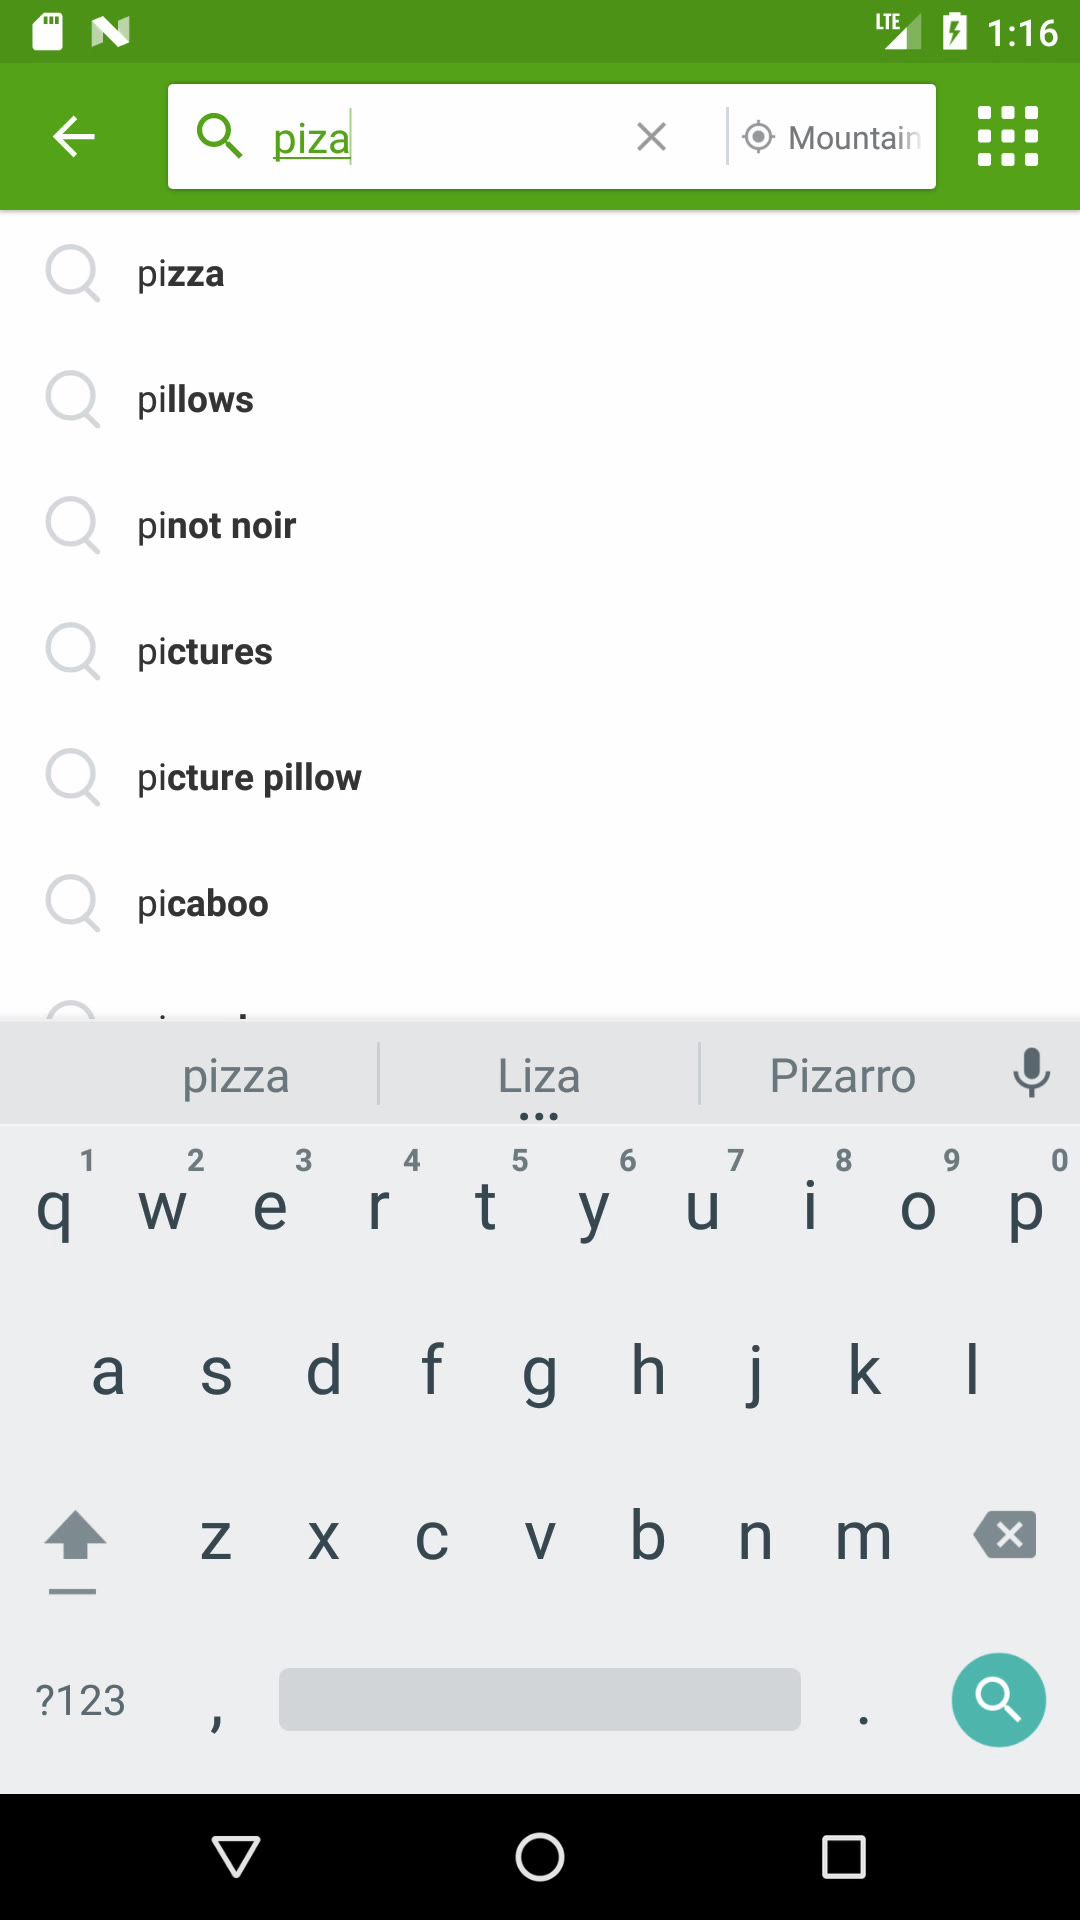 LTE 1:16
piza Mountain
pizza
pillows
pinot noir
pictures
picture pillow
picaboo
pizza Liza Pizarro
1 2 3 4 5 6 7 8 9 0
q w e r t y u i o p
a s d f g h j k l
z x c v b n m
?123 , .